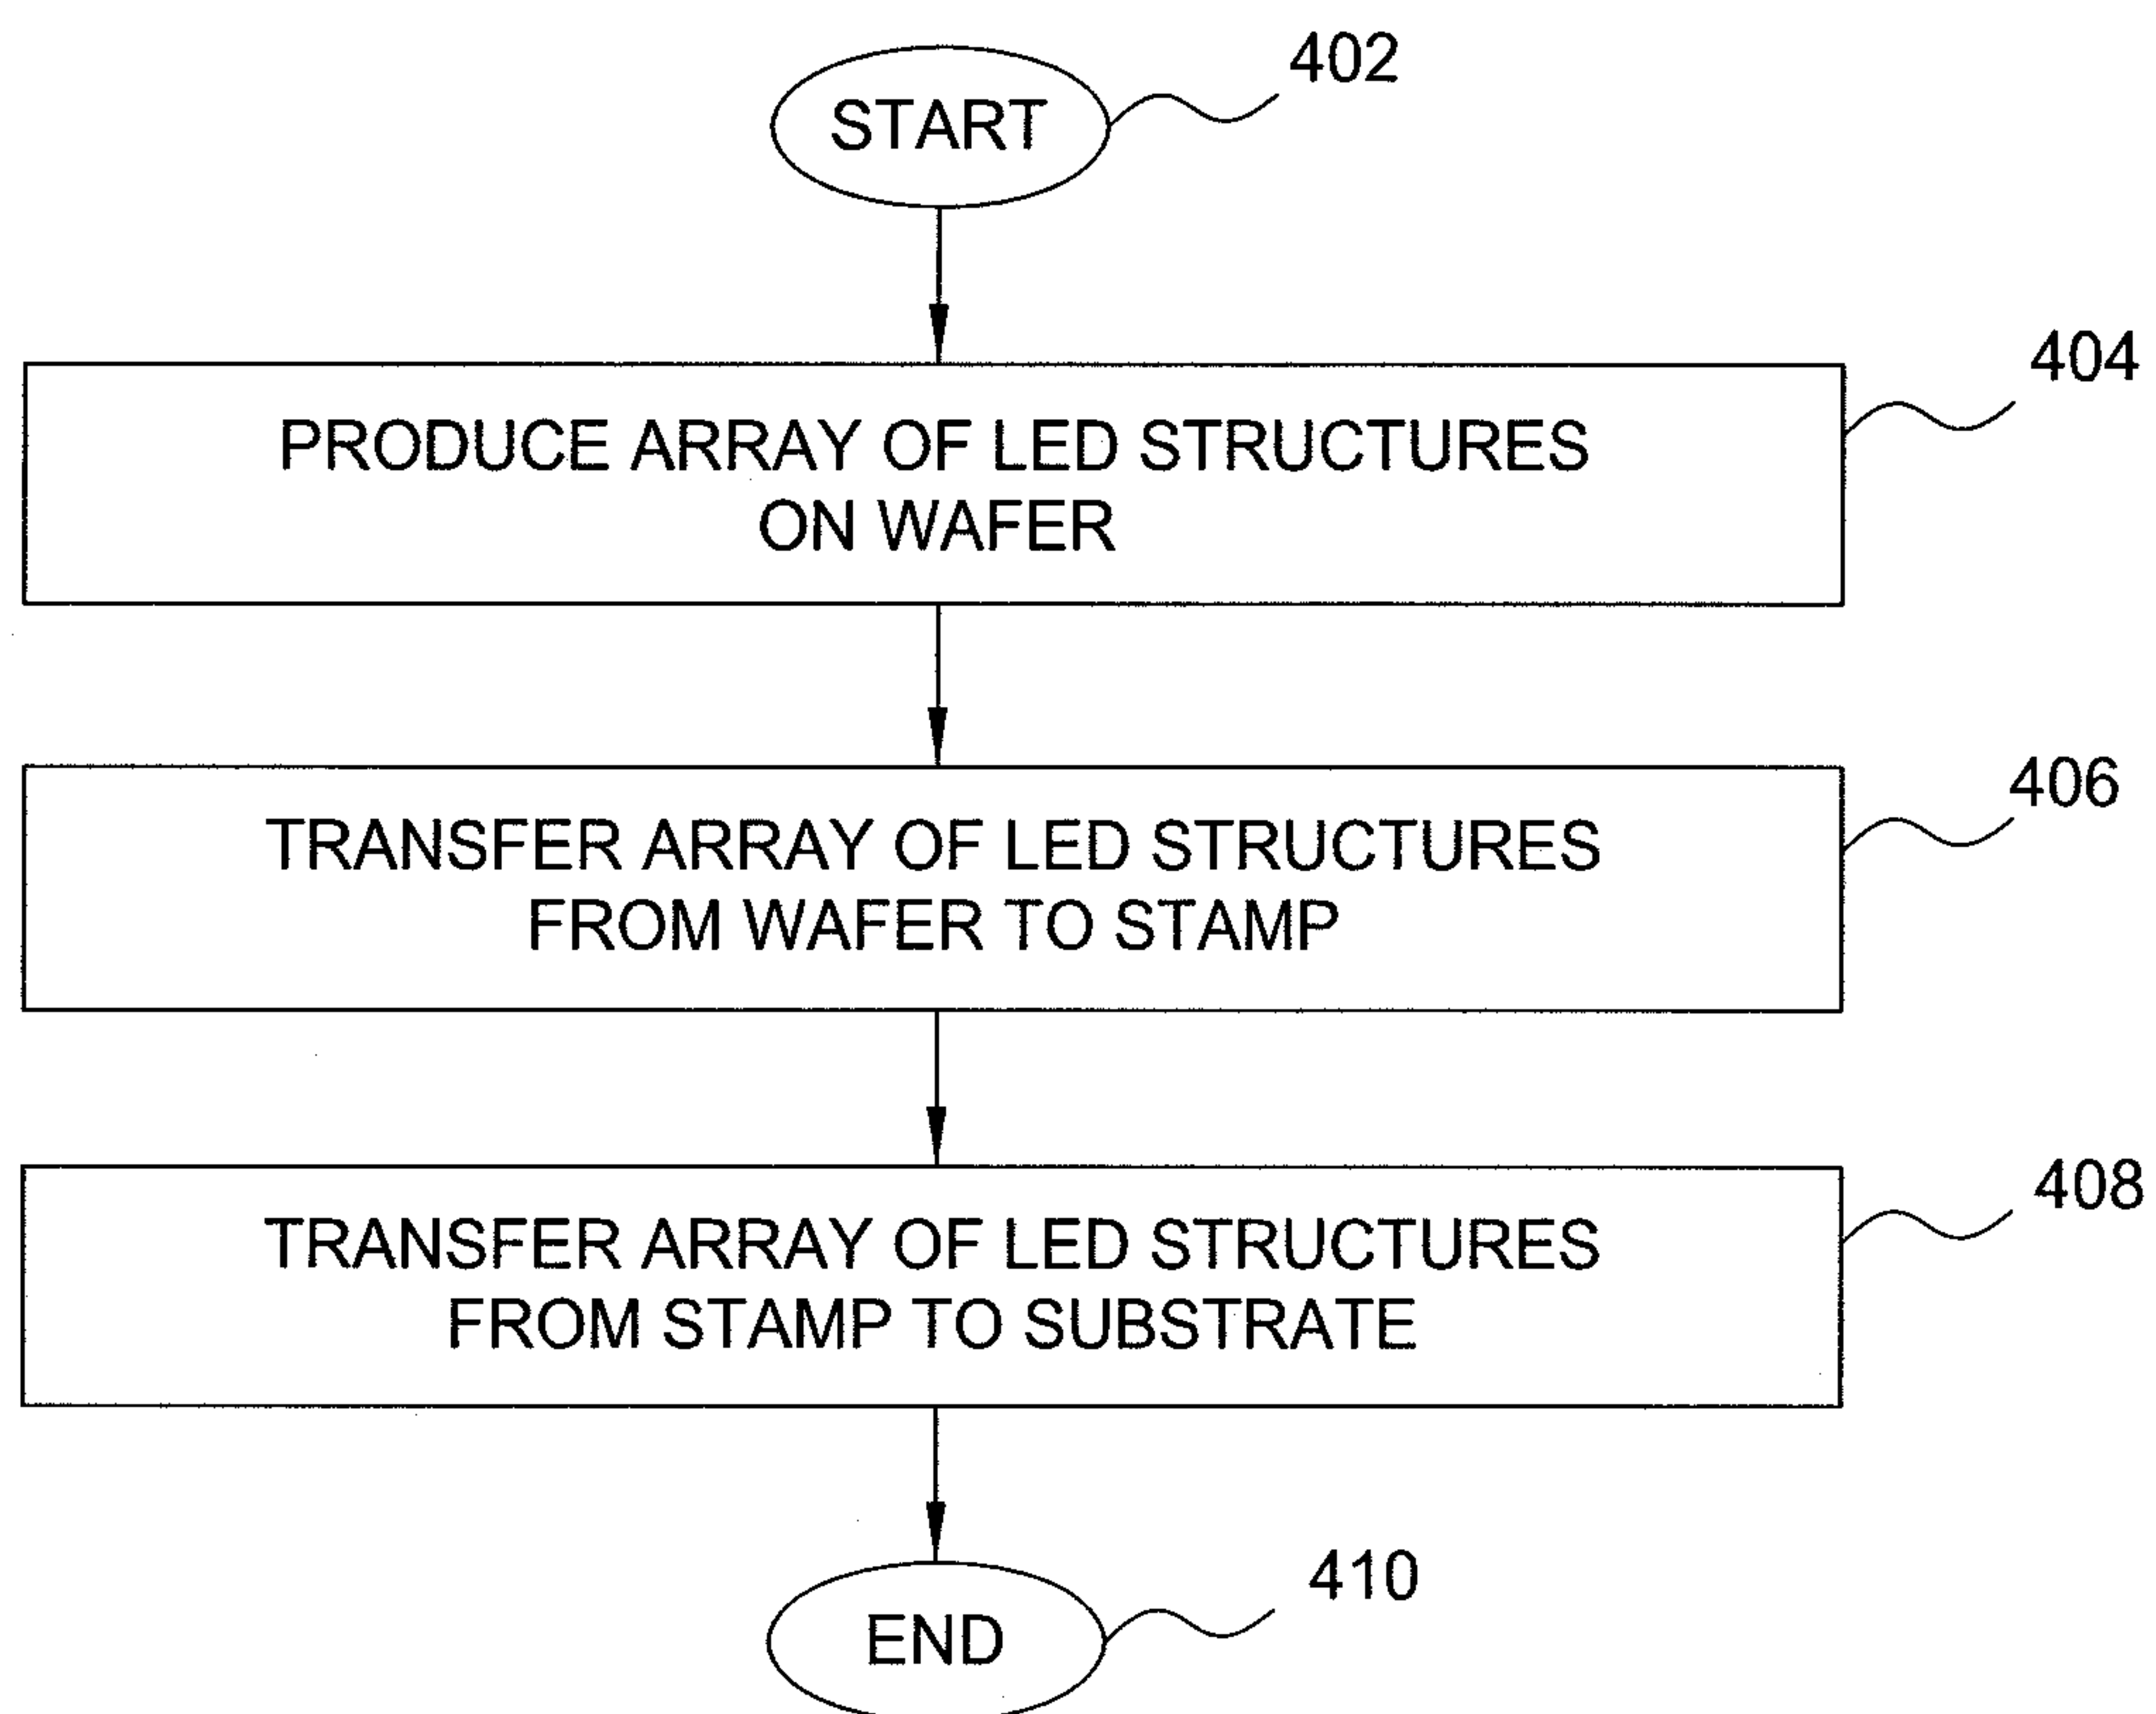 402
START
404
PRODUCE ARRAY OF LED STRUCTURES
ON WAFER
406
TRANSFER ARRAY OF LED STRUCTURES
FROM WAFER TO STAMP
408
TRANSFER ARRAY OF LED STRUCTURES
FROM STAMP TO SUBSTRATE
410
END